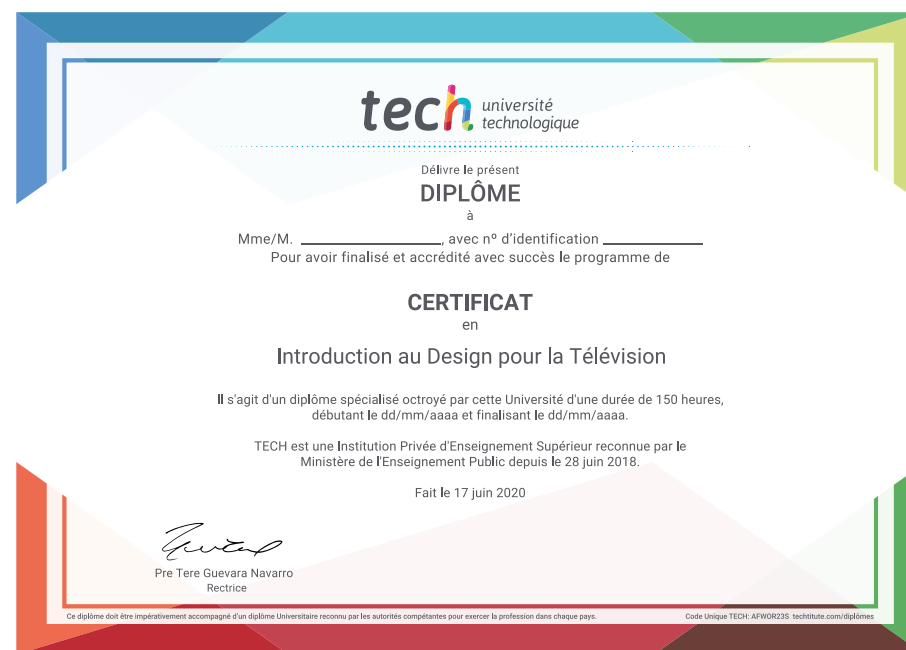 tech université
technologique
Délivre le présent
DIPLÔME
à
Mme/M. ____________________, avec nº d'identification ______________
Pour avoir finalisé et accrédité avec succès le programme de
CERTIFICAT
en
Introduction au Design pour la Télévision
Il s'agit d'un diplôme spécialisé octroyé par cette Université d'une durée de 150 heures,
débutant le dd/mm/aaaa et finalisant le dd/mm/aaaa.
TECH est une Institution Privée d'Enseignement Supérieur reconnue par le
Ministère de l'Enseignement Public depuis le 28 juin 2018.
Fait le 17 juin 2020
Pre Tere Guevara Navarro
Rectrice
Ce diplôme doit être impérativement accompagné d'un diplôme Universitaire reconnu par les autorités compétantes pour exercer la profession dans chaque pays.
Code Unique TECH: AFWOR23S techtitute.com/diplômes